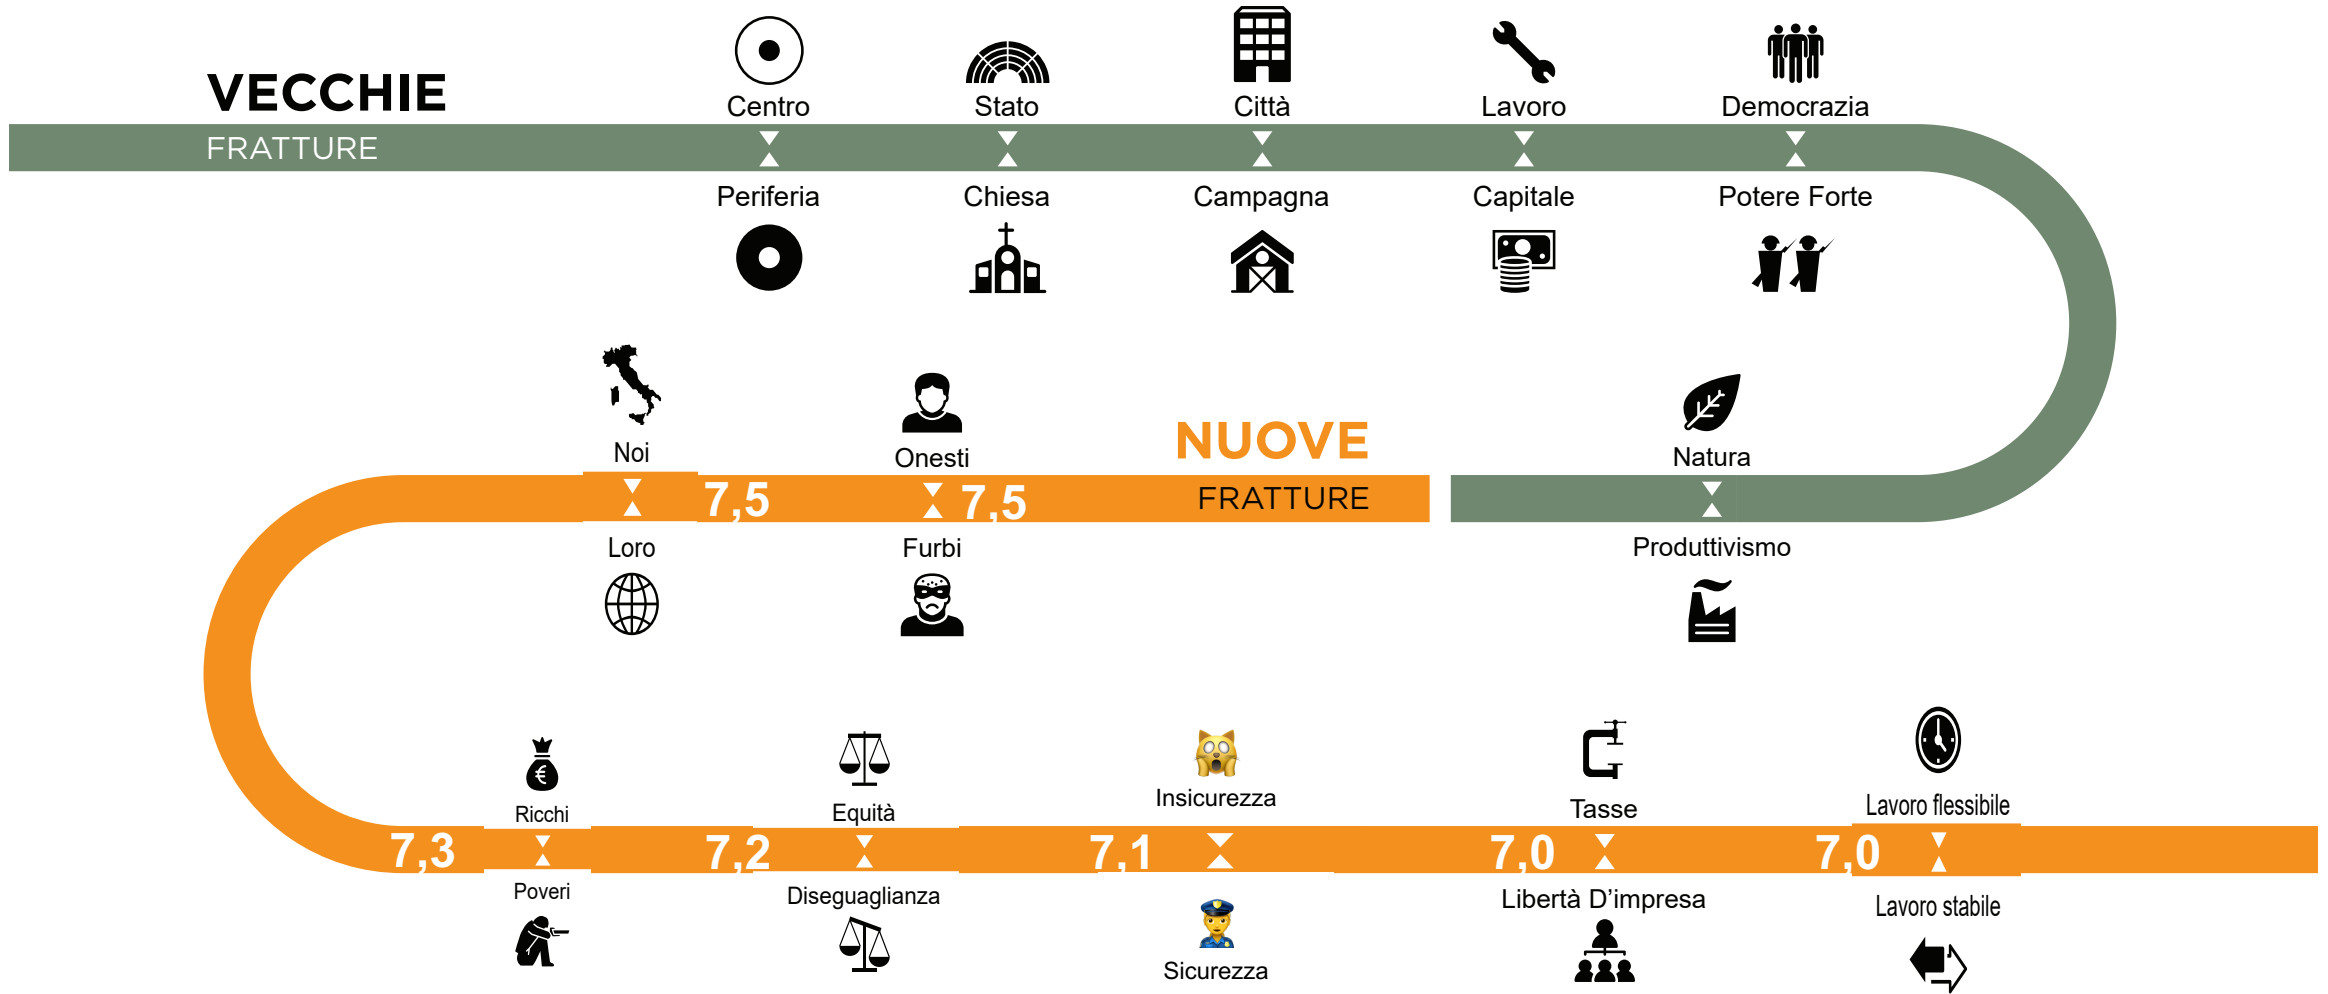 VECCHIE
FRATTURE
Centro
Stato
Città
Lavoro
Democrazia
Periferia
Chiesa
Campagna
Capitale
Potere Forte
Natura
Produttivismo
NUOVE
FRATTURE
Onesti
7,5
Furbi
Noi
7,5
Loro
7,3
Ricchi
Poveri
7,2
Equità
Diseguaglianza
7,1
Insicurezza
Sicurezza
7,0
Tasse
Libertà D’impresa
7,0
Lavoro flessibile
Lavoro stabile
€